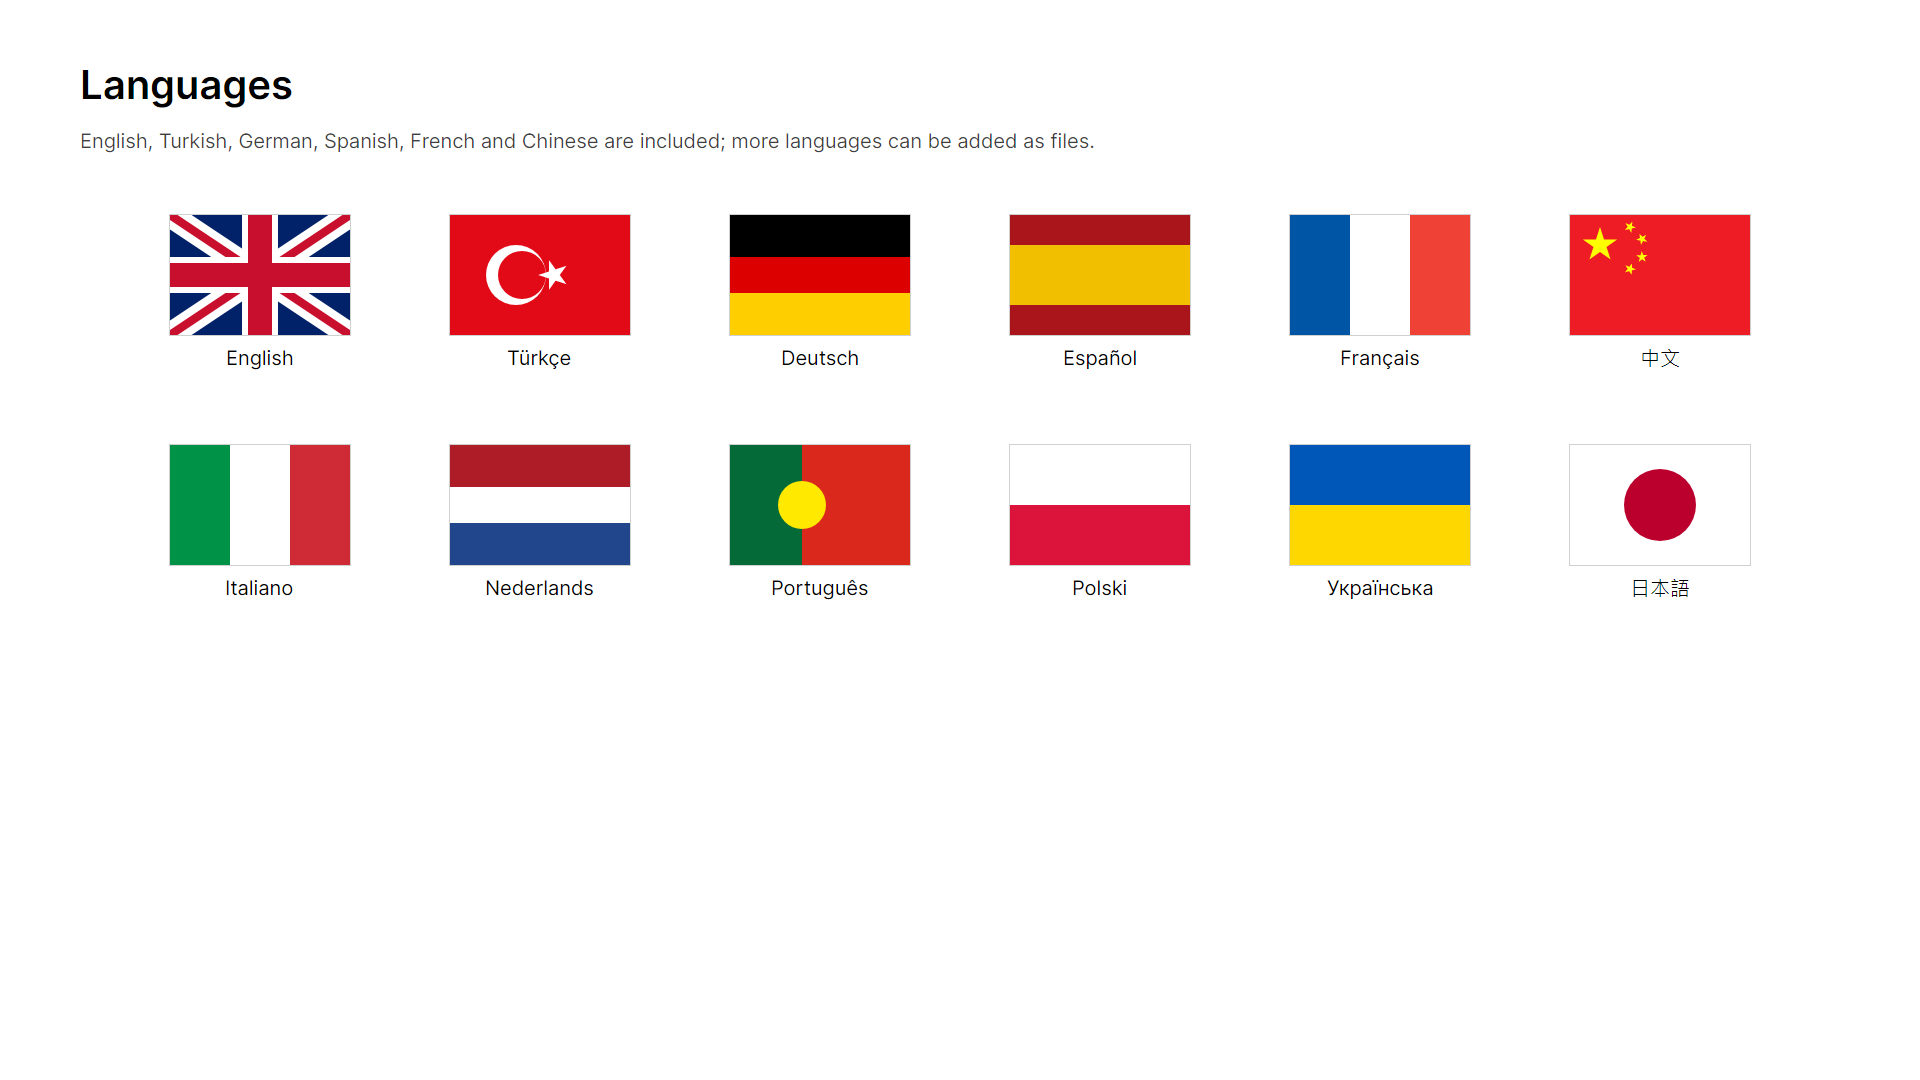 Languages
English, Turkish, German, Spanish, French and Chinese are included; more languages can be added as files.
English
Türkçe
Deutsch
Español
Français
中文
Italiano
Nederlands
Português
Polski
Українська
日本語